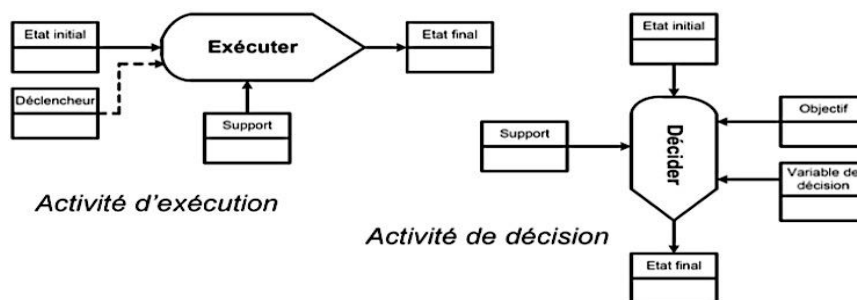 Etat initial
Exécuter
Etat final
Déclencheur
Support
Activité d'exécution
Etat initial
Support
Décider
Objectif
Variable de
décision
Etat final
Activité de décision